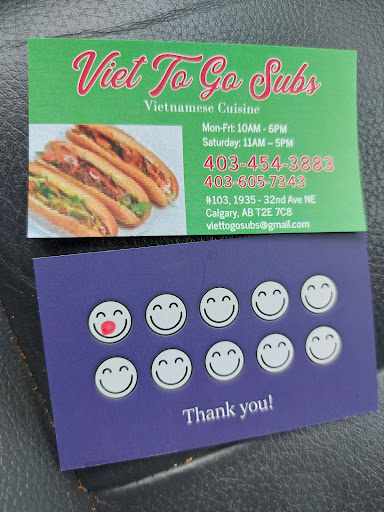 Viet To Go Subs
Vietnamese Cuisine
Mon-Fri: 10AM - 6PM
Saturday: 11AM – 5PM
403-454-3883
403-605-7343
#103, 1935 - 32nd Ave NE
Calgary, AB T2E 7C8
viettogosubs@gmail.com
Thank you!